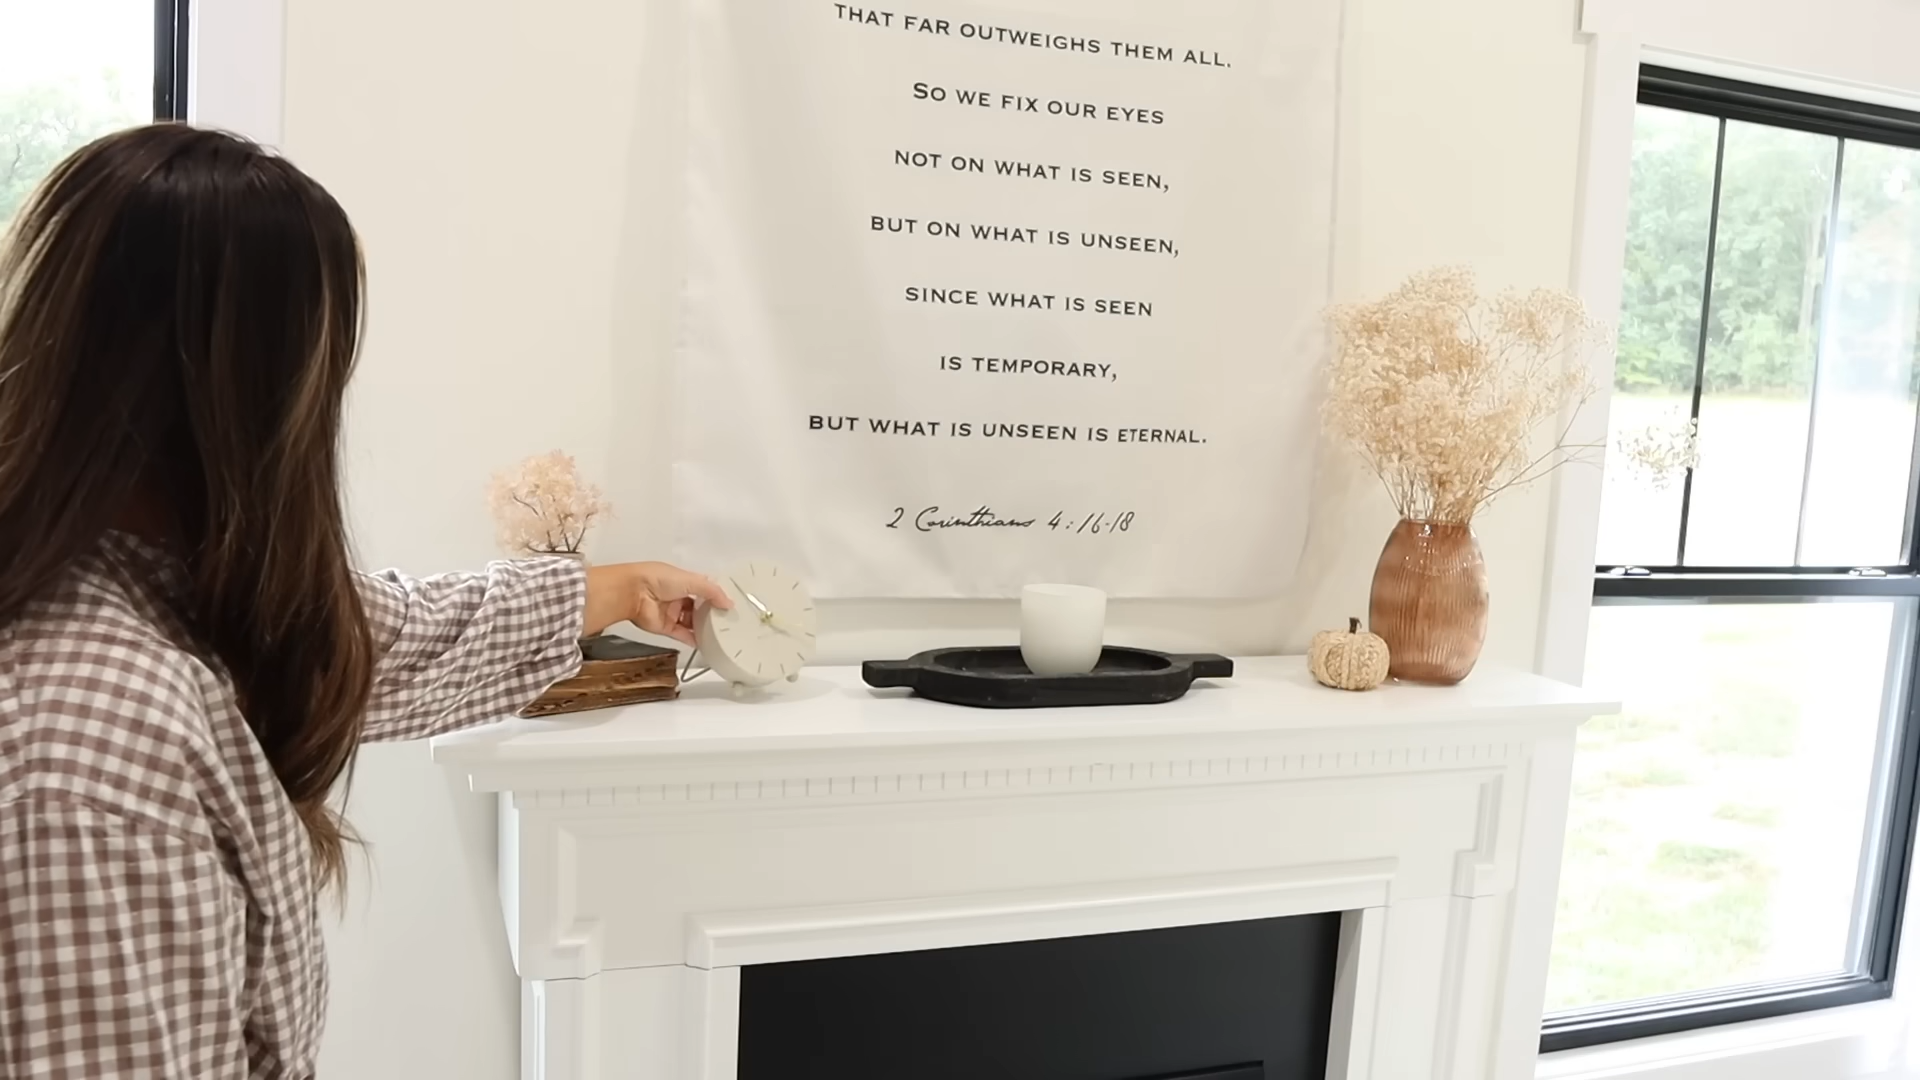 THAT FAR OUTWEIGHS THEM ALL.
SO WE FIX OUR EYES
NOT ON WHAT IS SEEN,
BUT ON WHAT IS UNSEEN,
SINCE WHAT IS SEEN
IS TEMPORARY,
BUT WHAT IS UNSEEN IS ETERNAL.
2 Corinthians 4:16-18